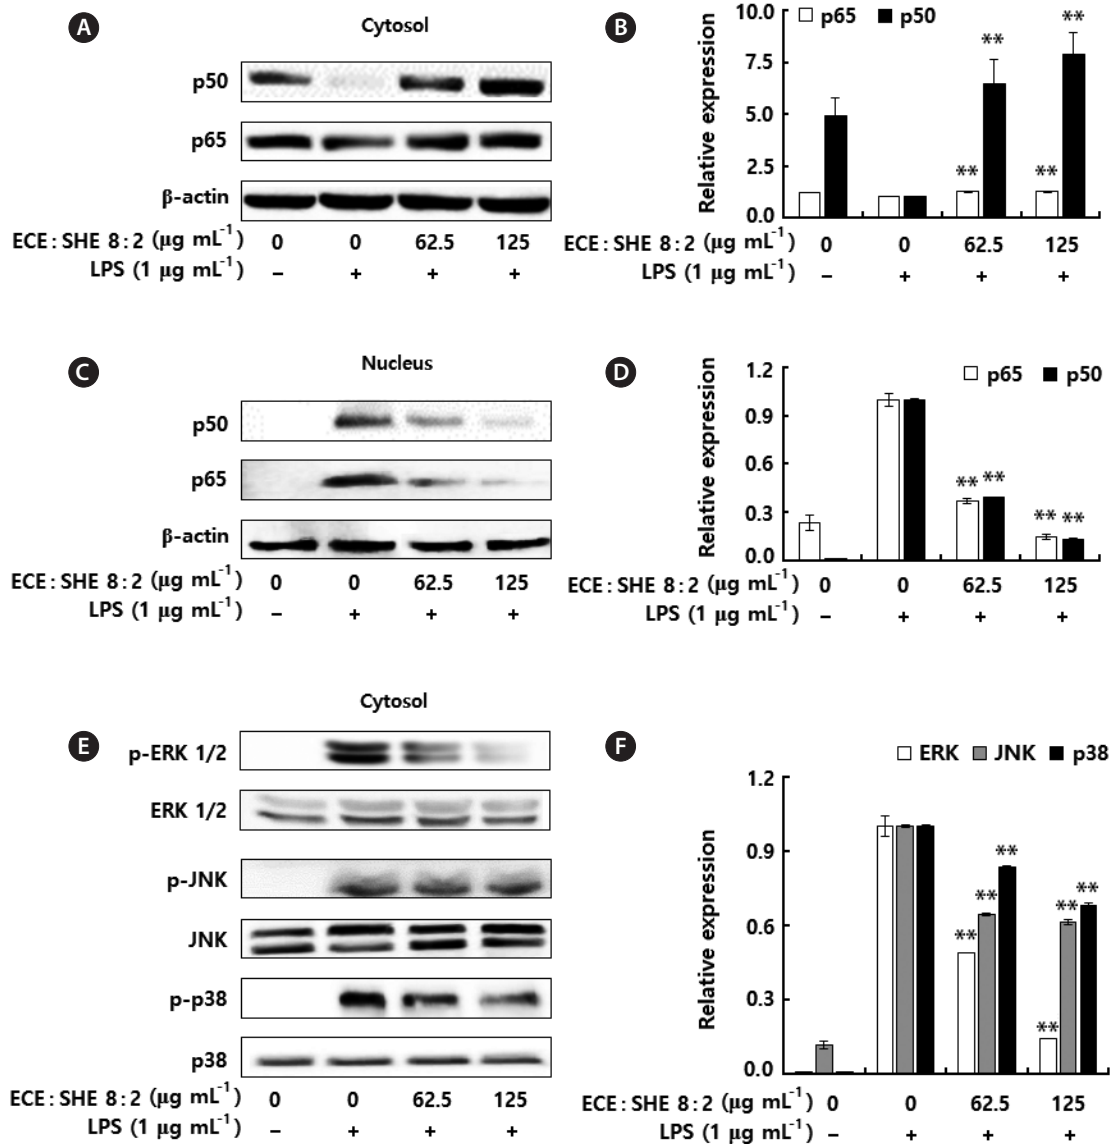 A
Cytosol
p50
p65
β-actin
ECE : SHE 8 : 2 (μg mL⁻¹) 0 0 62.5 125
LPS (1 μg mL⁻¹) – + + +
B
p65 p50
Relative expression
10.0
7.5
5.0
2.5
0.0
** ** ** **
ECE : SHE 8 : 2 (μg mL⁻¹) 0 0 62.5 125
LPS (1 μg mL⁻¹) – + + +
C
Nucleus
p50
p65
β-actin
ECE : SHE 8 : 2 (μg mL⁻¹) 0 0 62.5 125
LPS (1 μg mL⁻¹) – + + +
D
p65 p50
Relative expression
1.2
0.9
0.6
0.3
0.0
** ** ** **
ECE : SHE 8 : 2 (μg mL⁻¹) 0 0 62.5 125
LPS (1 μg mL⁻¹) – + + +
E
Cytosol
p-ERK 1/2
ERK 1/2
p-JNK
JNK
p-p38
p38
ECE : SHE 8 : 2 (μg mL⁻¹) 0 0 62.5 125
LPS (1 μg mL⁻¹) – + + +
F
ERK JNK p38
Relative expression
1.2
0.9
0.6
0.3
0.0
** ** ** ** ** **
ECE : SHE 8 : 2 (μg mL⁻¹) 0 0 62.5 125
LPS (1 μg mL⁻¹) – + + +